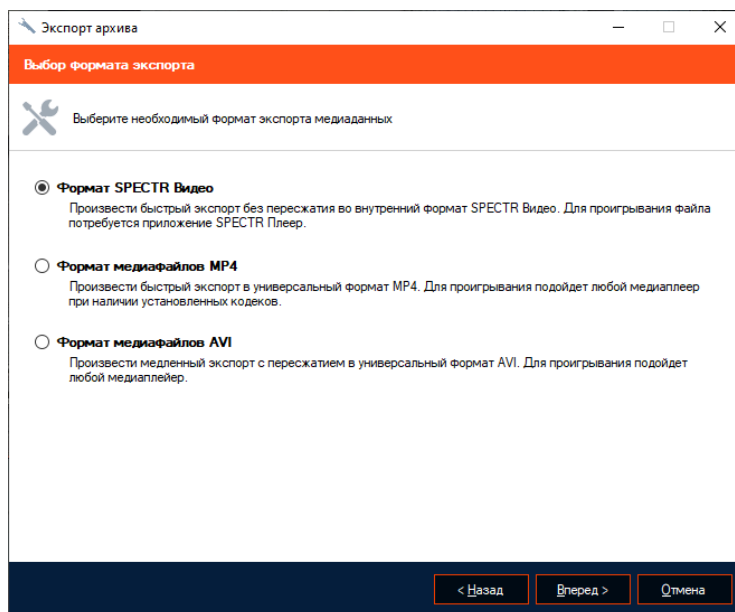 Экспорт архива
Выбор формата экспорта
Выберите необходимый формат экспорта медиаданных
Формат SPECTR Видео
Произвести быстрый экспорт без пересжатия во внутренний формат SPECTR Видео. Для проигрывания файла
потребуется приложение SPECTR Плеер.
Формат медиафайлов MP4
Произвести быстрый экспорт в универсальный формат MP4. Для проигрывания подойдет любой медиаплеер
при наличии установленных кодеков.
Формат медиафайлов AVI
Произвести медленный экспорт с пересжатием в универсальный формат AVI. Для проигрывания подойдет
любой медиаплейер.
< Назад Вперед > Отмена